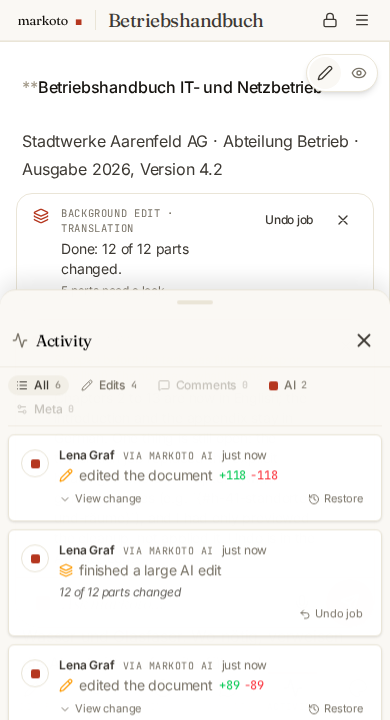 markoto
Betriebshandbuch
**Betriebshandbuch IT- und Netzbetrieb
Stadtwerke Aarenfeld AG · Abteilung Betrieb ·
Ausgabe 2026, Version 4.2
BACKGROUND EDIT ·
TRANSLATION
Undo job
Done: 12 of 12 parts
changed.
5 parts need a look
Activity
All 6
Edits 4
Comments 0
AI 2
Meta 0
Lena Graf VIA MARKOTO AI just now
edited the document +118 -118
View change
Restore
Lena Graf VIA MARKOTO AI just now
finished a large AI edit
12 of 12 parts changed
Undo job
Lena Graf VIA MARKOTO AI just now
edited the document +89 -89
View change
Restore